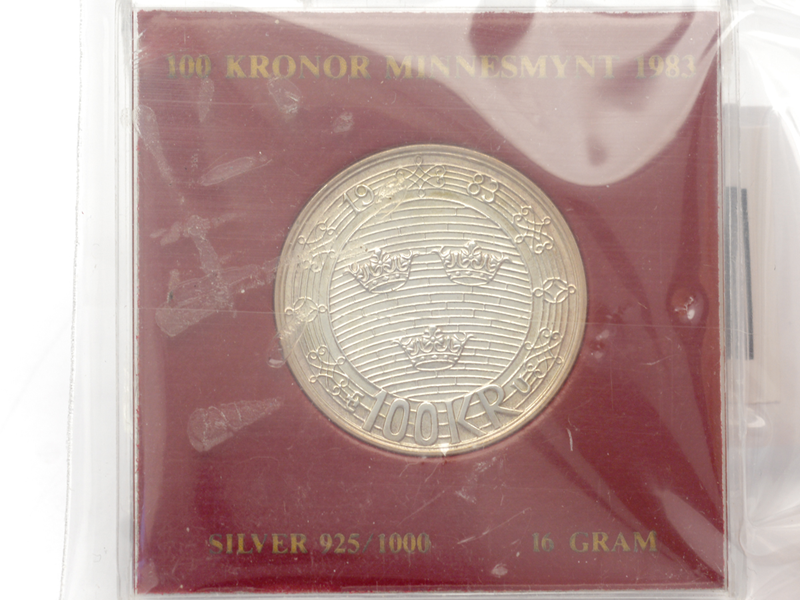 100 KRONOR MINNESMYNT 1983
19 83
100 KR
U
SILVER 925/1000 16 GRAM